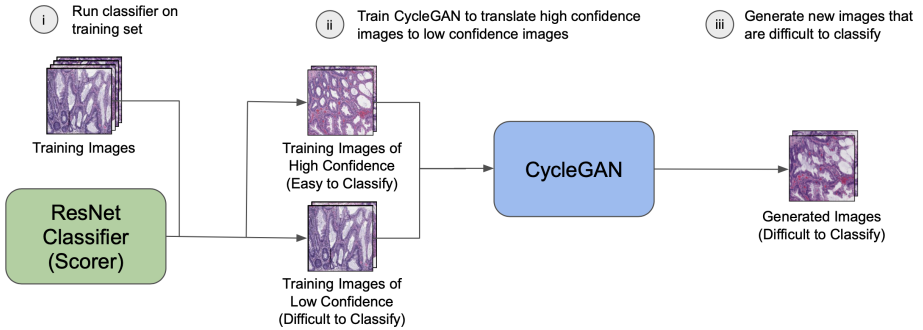 i
Run classifier on
training set
ii
Train CycleGAN to translate high confidence
images to low confidence images
iii
Generate new images that
are difficult to classify
Training Images
ResNet
Classifier
(Scorer)
Training Images of
High Confidence
(Easy to Classify)
Training Images of
Low Confidence
(Difficult to Classify)
CycleGAN
Generated Images
(Difficult to Classify)